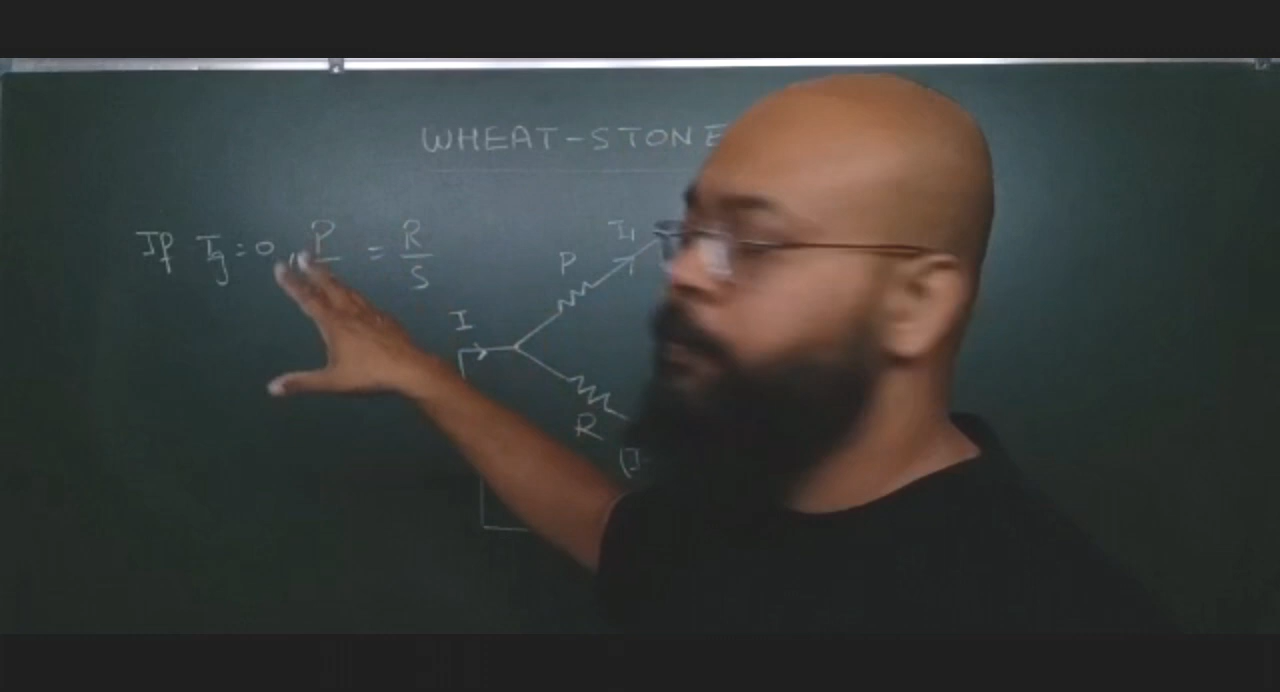 WHEAT-STONE
If Ig = 0, P = R/S
I1
P
I
R
(I-